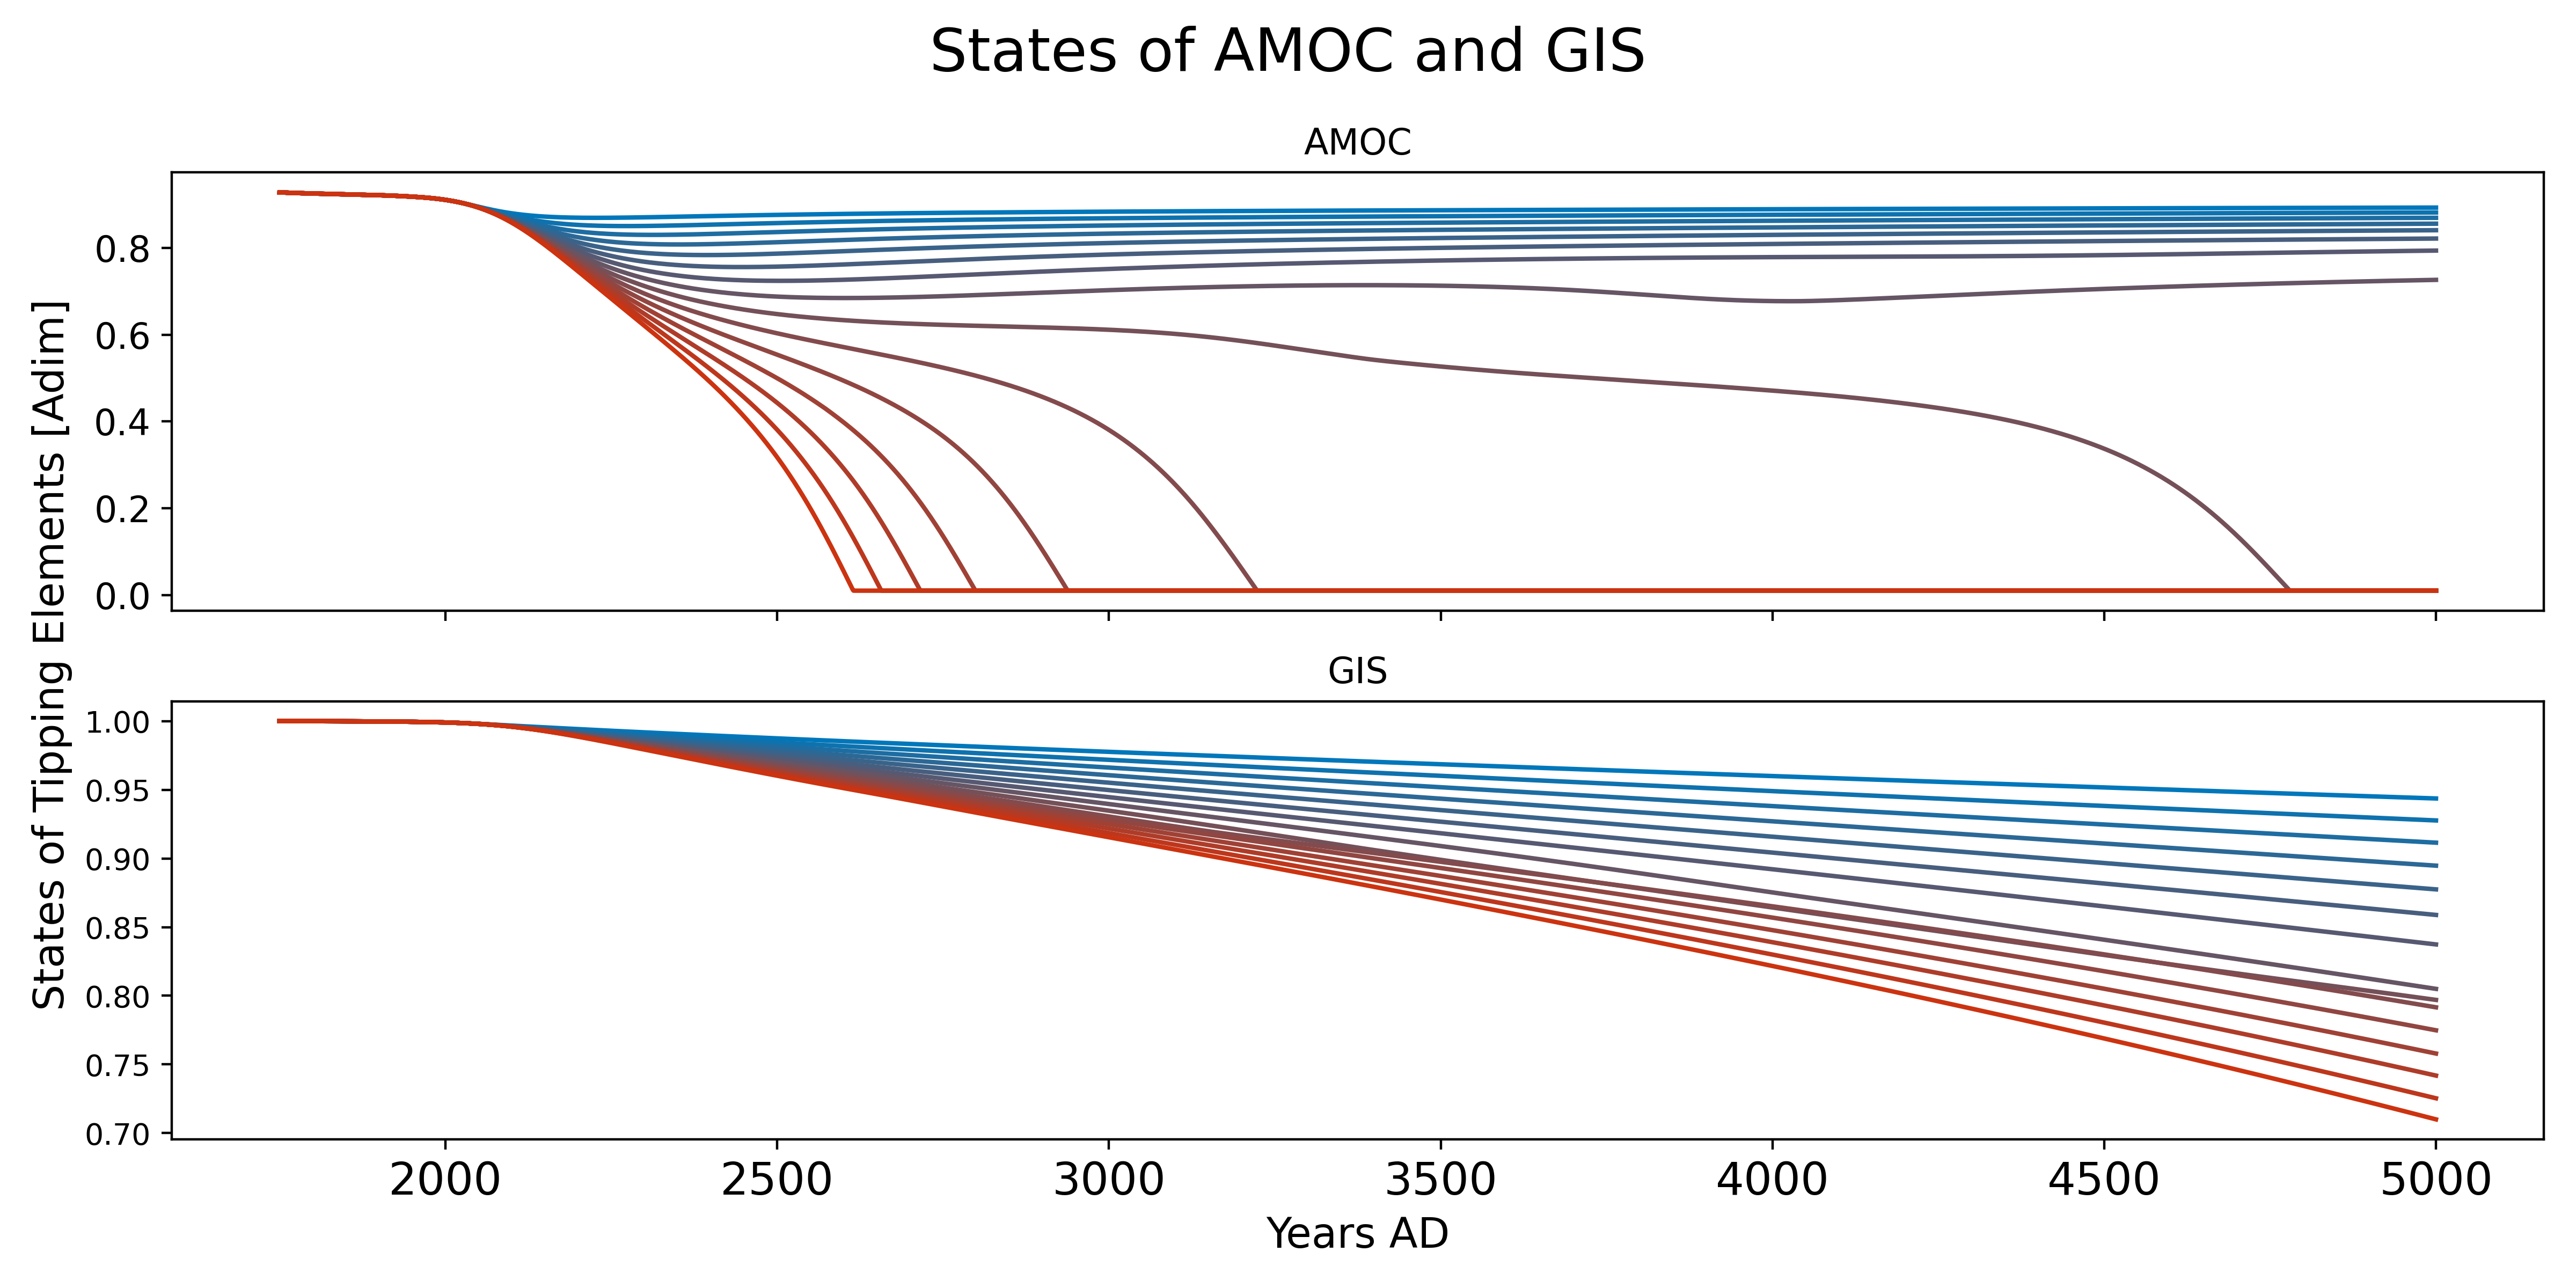 States of AMOC and GIS
AMOC
0.8
0.6
0.4
0.2
0.0
States of Tipping Elements [Adim]
GIS
1.00
0.95
0.90
0.85
0.80
0.75
0.70
2000 2500 3000 3500 4000 4500 5000
Years AD